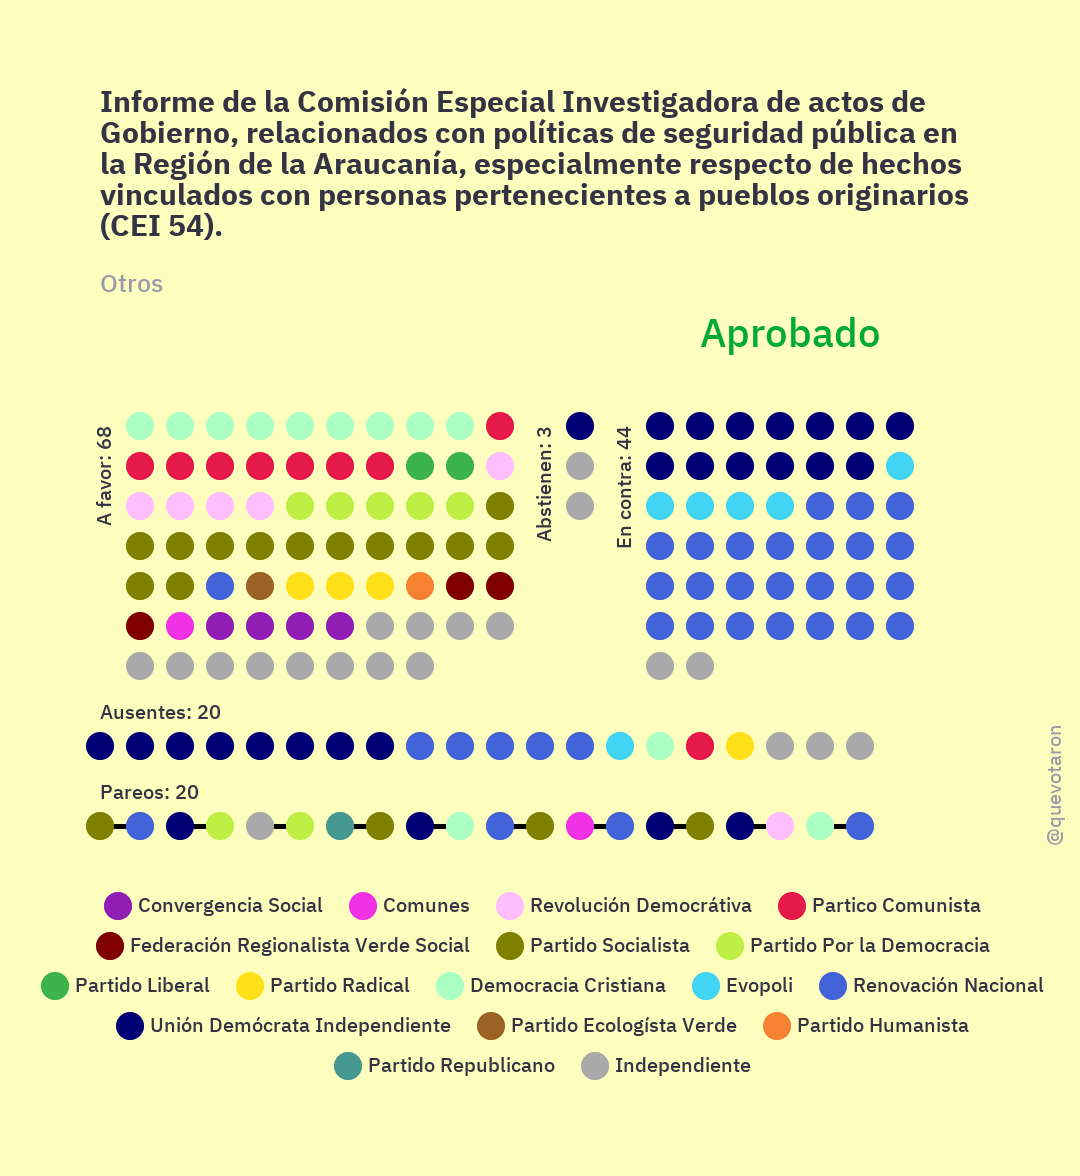 Informe de la Comisión Especial Investigadora de actos de
Gobierno, relacionados con políticas de seguridad pública en
la Región de la Araucanía, especialmente respecto de hechos
vinculados con personas pertenecientes a pueblos originarios
(CEI 54).
Otros
Aprobado
A favor: 68
Abstienen: 3
En contra: 44
Ausentes: 20
Pareos: 20
@quevotaron
Convergencia Social Comunes Revolución Democrátiva Partico Comunista
Federación Regionalista Verde Social Partido Socialista Partido Por la Democracia
Partido Liberal Partido Radical Democracia Cristiana Evopoli Renovación Nacional
Unión Demócrata Independiente Partido Ecologísta Verde Partido Humanista
Partido Republicano Independiente